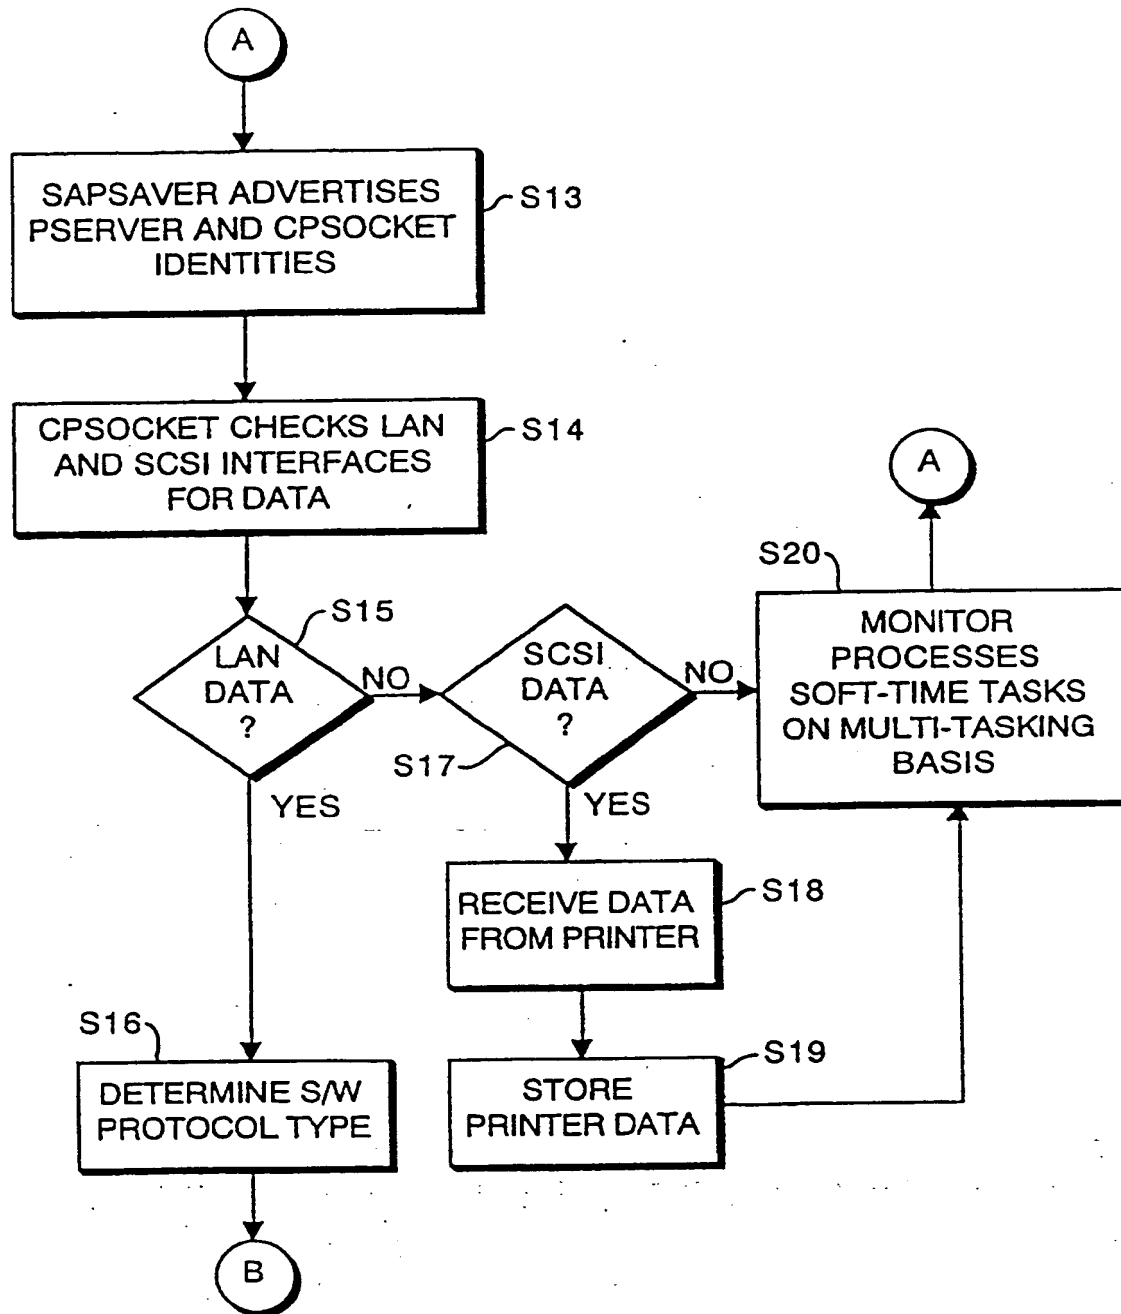 A
SAPSAVER ADVERTISES
PSERVER AND CPSOCKET
IDENTITIES
S13
CPSOCKET CHECKS LAN
AND SCSI INTERFACES
FOR DATA
S14
LAN
DATA
?
S15
NO
YES
SCSI
DATA
?
S17
NO
YES
A
S20
MONITOR
PROCESSES
SOFT-TIME TASKS
ON MULTI-TASKING
BASIS
RECEIVE DATA
FROM PRINTER
S18
S16
DETERMINE S/W
PROTOCOL TYPE
STORE
PRINTER DATA
S19
B